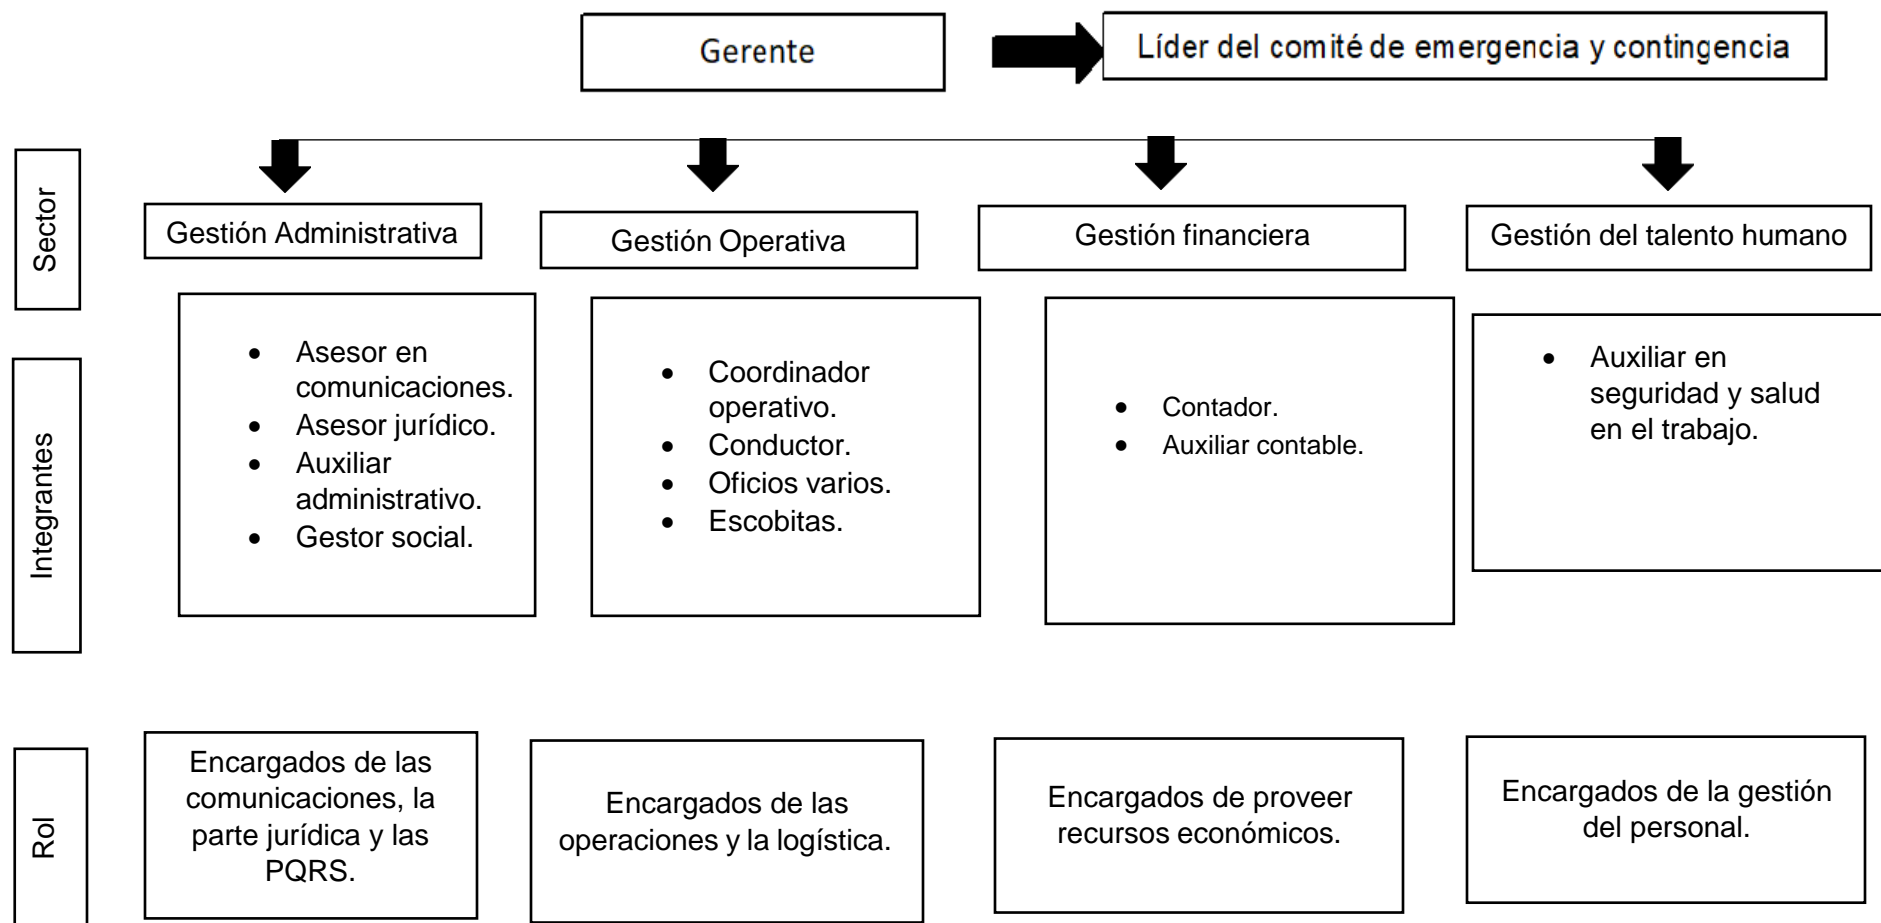 Gerente
Líder del comité de emergencia y contingencia
Sector
Gestión Administrativa
Gestión Operativa
Gestión financiera
Gestión del talento humano
Integrantes
• Asesor en
comunicaciones.
• Asesor jurídico.
• Auxiliar
administrativo.
• Gestor social.
• Coordinador
operativo.
• Conductor.
• Oficios varios.
• Escobitas.
• Contador.
• Auxiliar contable.
• Auxiliar en
seguridad y salud
en el trabajo.
Rol
Encargados de las
comunicaciones, la
parte jurídica y las
PQRS.
Encargados de las
operaciones y la logística.
Encargados de proveer
recursos económicos.
Encargados de la gestión
del personal.